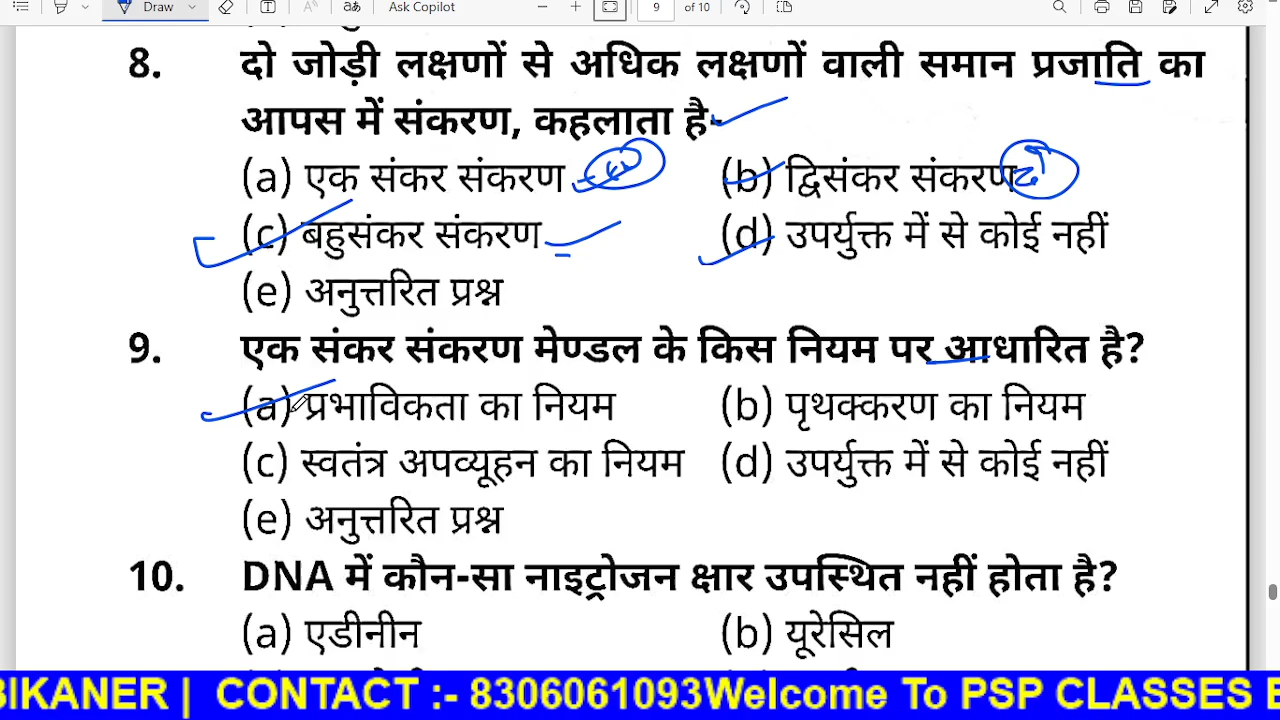 Draw
Ask Copilot
9 of 10
8. दो जोड़ी लक्षणों से अधिक लक्षणों वाली समान प्रजाति का
आपस में संकरण, कहलाता है-
(a) एक संकर संकरण (b) द्विसंकर संकरण
(c) बहुसंकर संकरण (d) उपर्युक्त में से कोई नहीं
(e) अनुत्तरित प्रश्न
9. एक संकर संकरण मेण्डल के किस नियम पर आधारित है?
(a) प्रभाविकता का नियम (b) पृथक्करण का नियम
(c) स्वतंत्र अपव्यूहन का नियम (d) उपर्युक्त में से कोई नहीं
(e) अनुत्तरित प्रश्न
10. DNA में कौन-सा नाइट्रोजन क्षार उपस्थित नहीं होता है?
(a) एडीनीन (b) यूरेसिल
BIKANER | CONTACT :- 8306061093Welcome To PSP CLASSES B